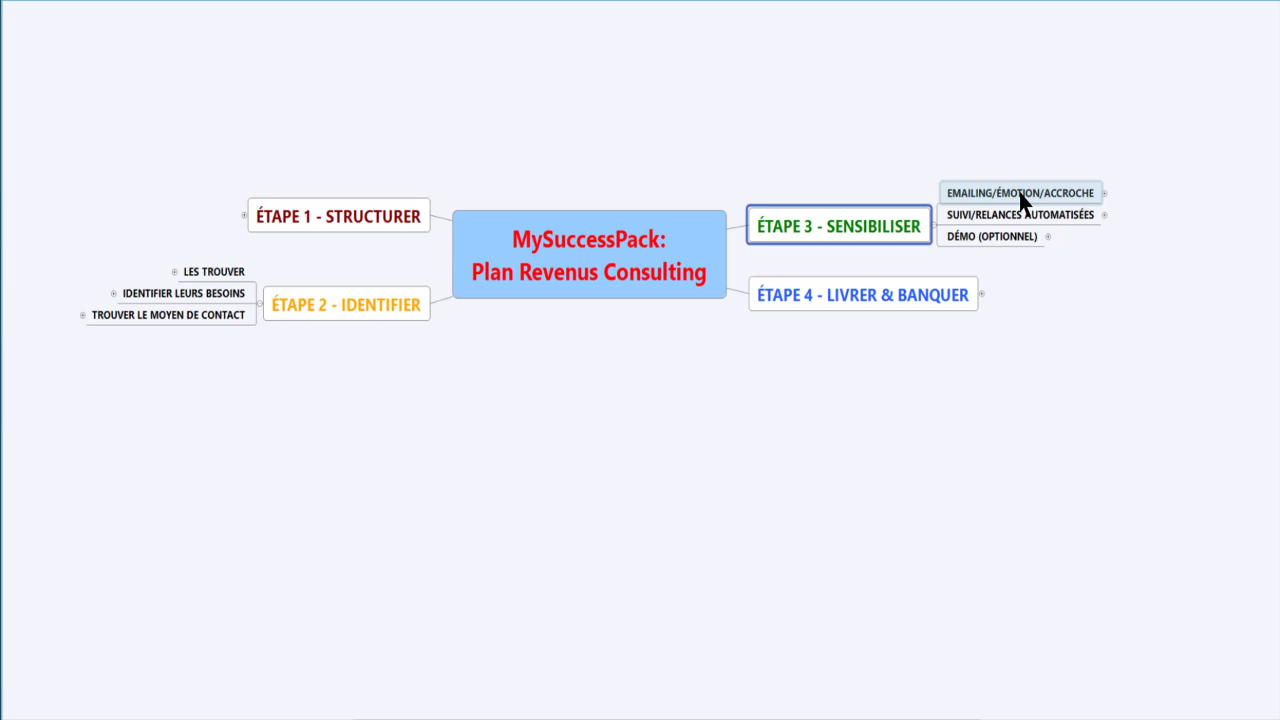 MySuccessPack:
Plan Revenus Consulting
ÉTAPE 1 - STRUCTURER
ÉTAPE 2 - IDENTIFIER
LES TROUVER
IDENTIFIER LEURS BESOINS
TROUVER LE MOYEN DE CONTACT
ÉTAPE 3 - SENSIBILISER
EMAILING/ÉMOTION/ACCROCHE
SUIVI/RELANCES AUTOMATISÉES
DÉMO (OPTIONNEL)
ÉTAPE 4 - LIVRER & BANQUER